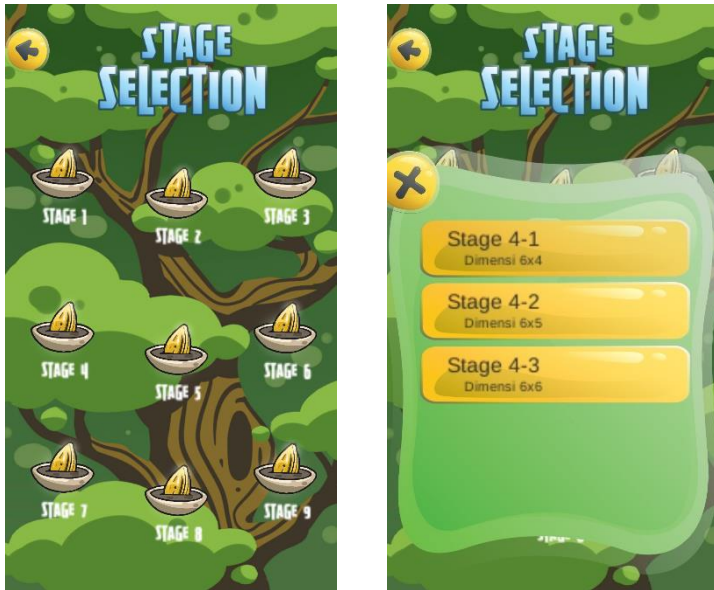 STAGE
SELECTION
STAGE 1
STAGE 2
STAGE 3
STAGE 4
STAGE 5
STAGE 6
STAGE 7
STAGE 8
STAGE 9
STAGE
SELECTION
Stage 4-1
Dimensi 6x4
Stage 4-2
Dimensi 6x5
Stage 4-3
Dimensi 6x6